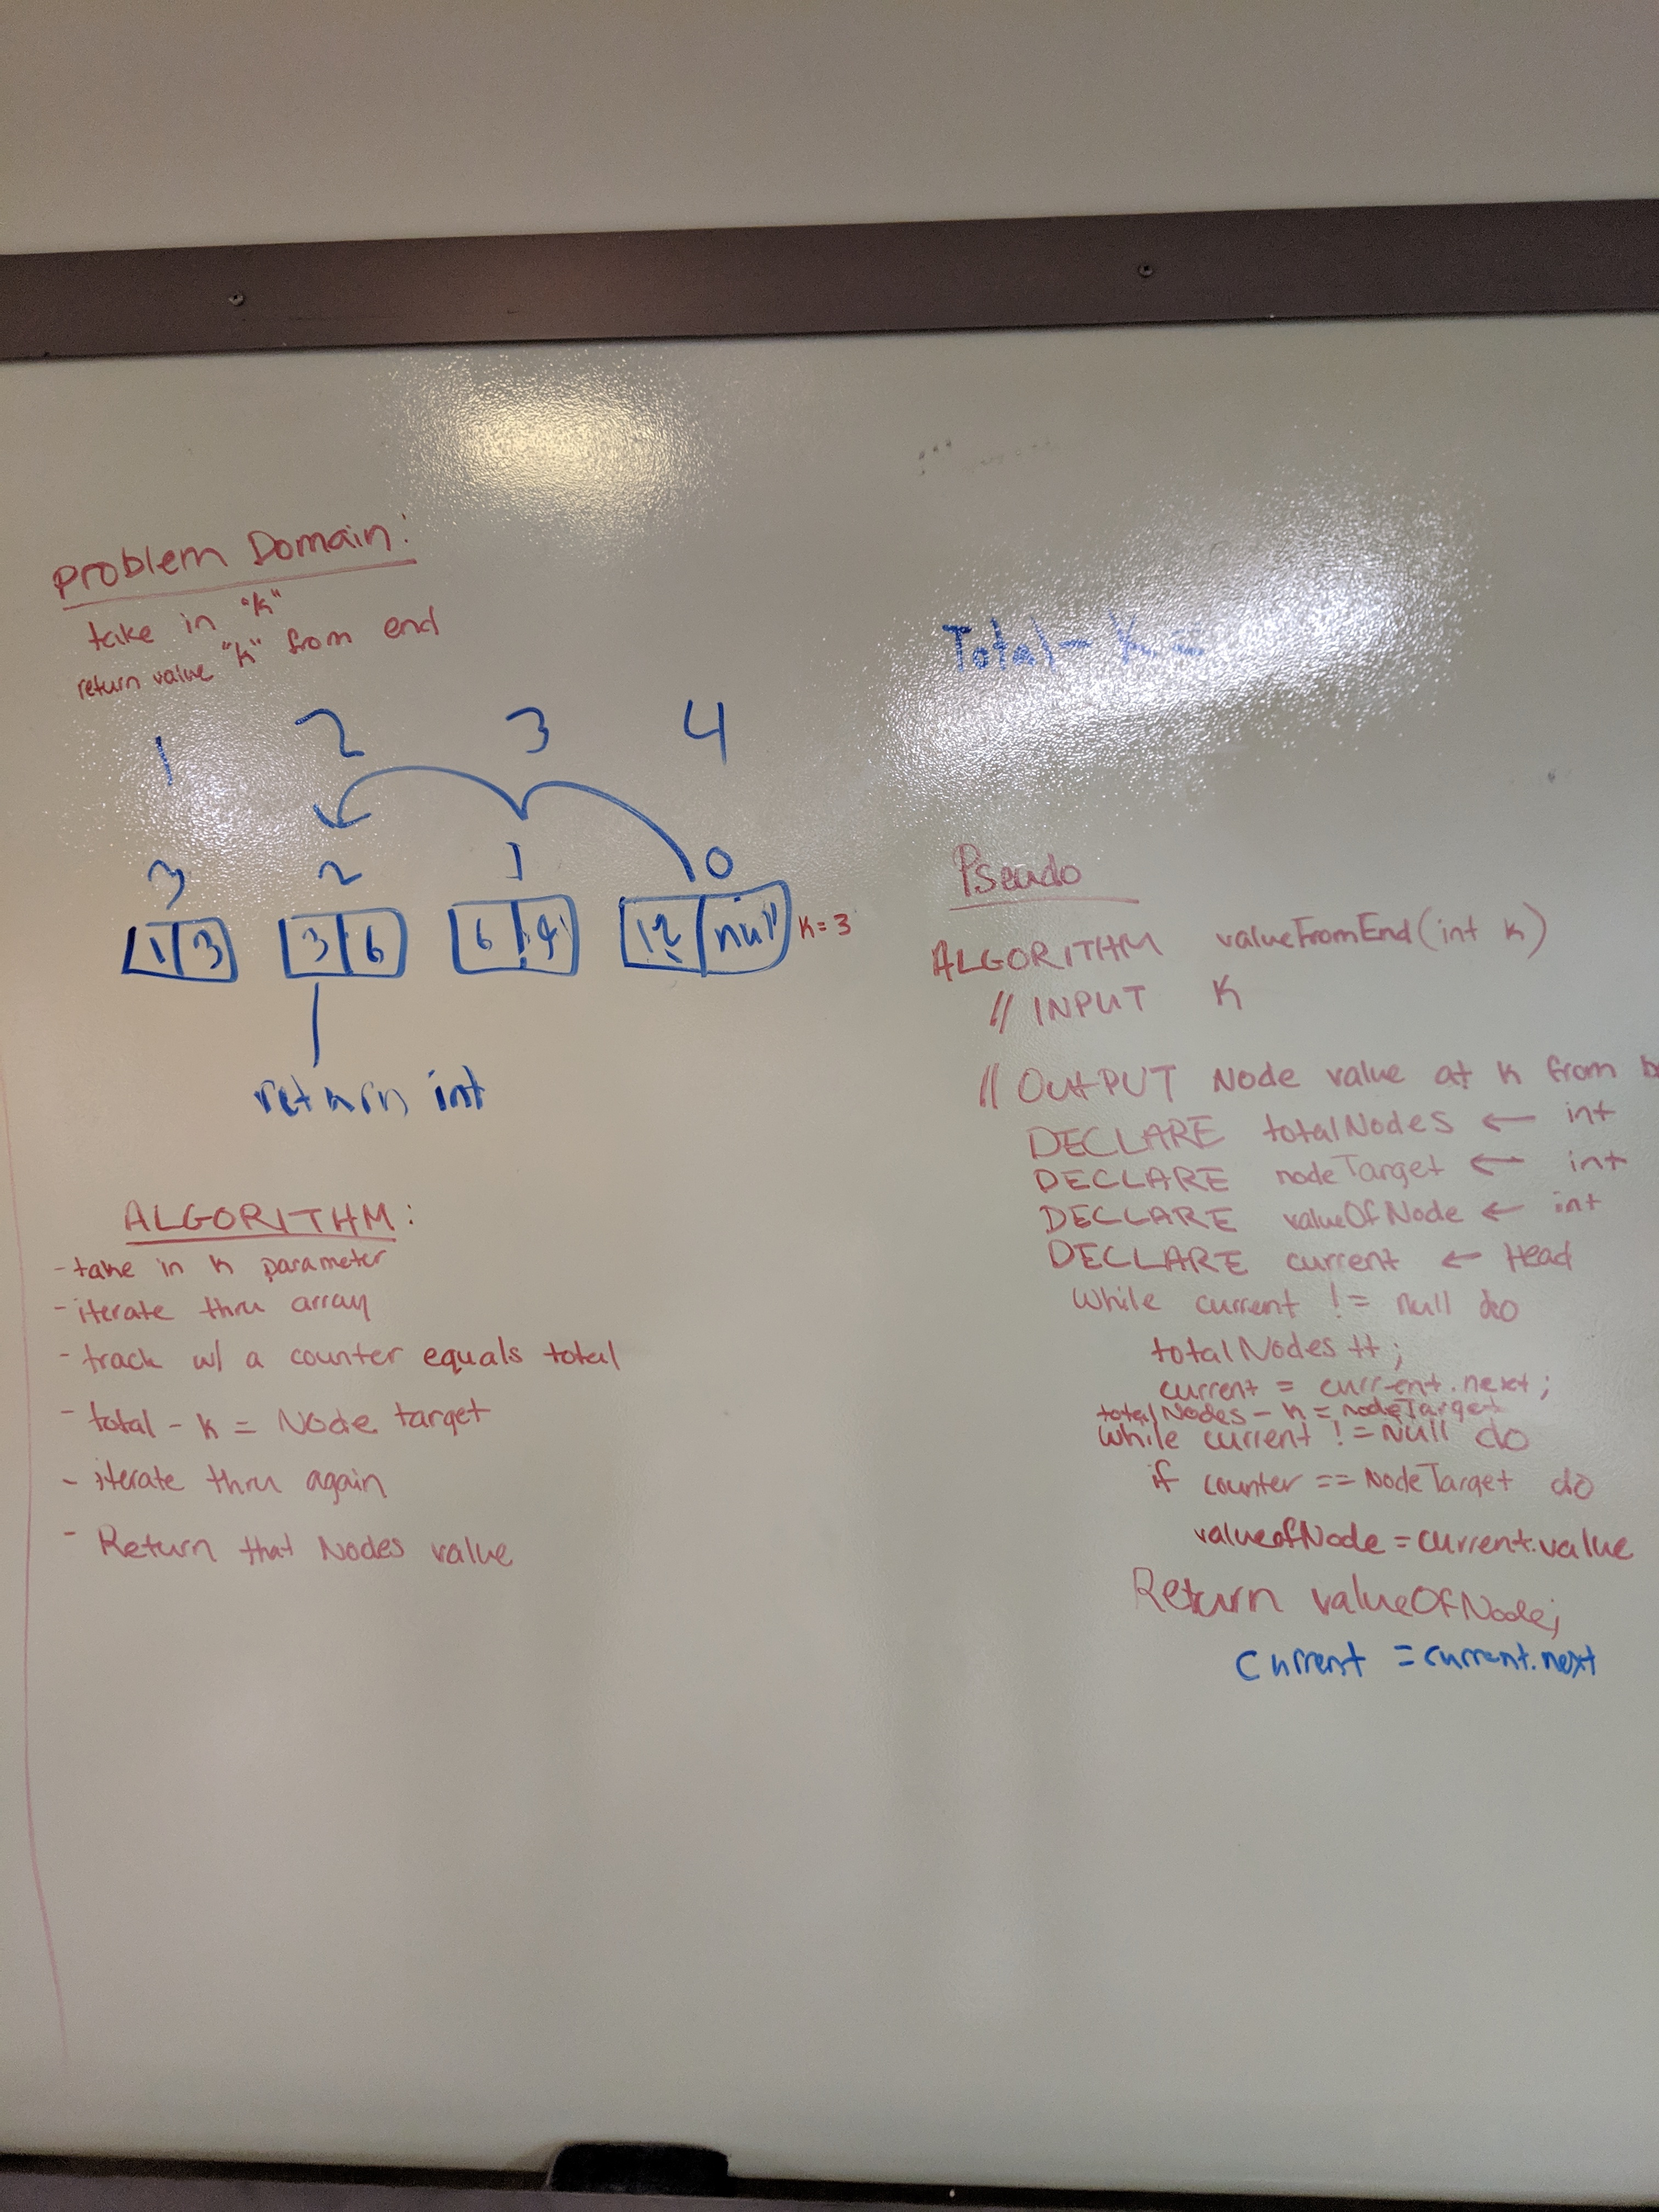 Problem Domain:
take in "K"
return value "K" from end
1 2 3 4
3 2 1 0
1 3 3 6 6 12 null K=3
return int
ALGORITHM:
- take in K parameter
- iterate thru array
- track w/ a counter equals total
- total - K = Node target
- iterate thru again
- Return that Nodes value
Total - K =
Pseudo
ALGORITHM valueFromEnd(int K)
// INPUT K
// OUTPUT Node value at K from
DECLARE totalNodes ← int
DECLARE nodeTarget ← int
DECLARE valueOfNode ← int
DECLARE current ← Head
While current != null do
totalNodes ++;
current = current.next;
totalNodes - K = nodeTarget
While current != Null do
if counter == NodeTarget do
valueofNode = current.value
Return valueOfNode;
current = current.next